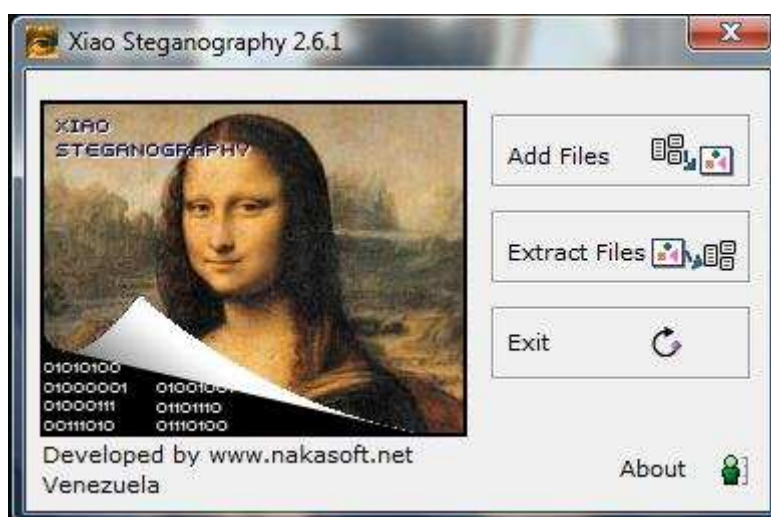 Xiao Steganography 2.6.1
XIAO
STEGANOGRAPHY
Add Files
Extract Files
Exit
01010100
01000001
01000111 01101110
00111010 01110100
Developed by www.nakasoft.net
Venezuela
About